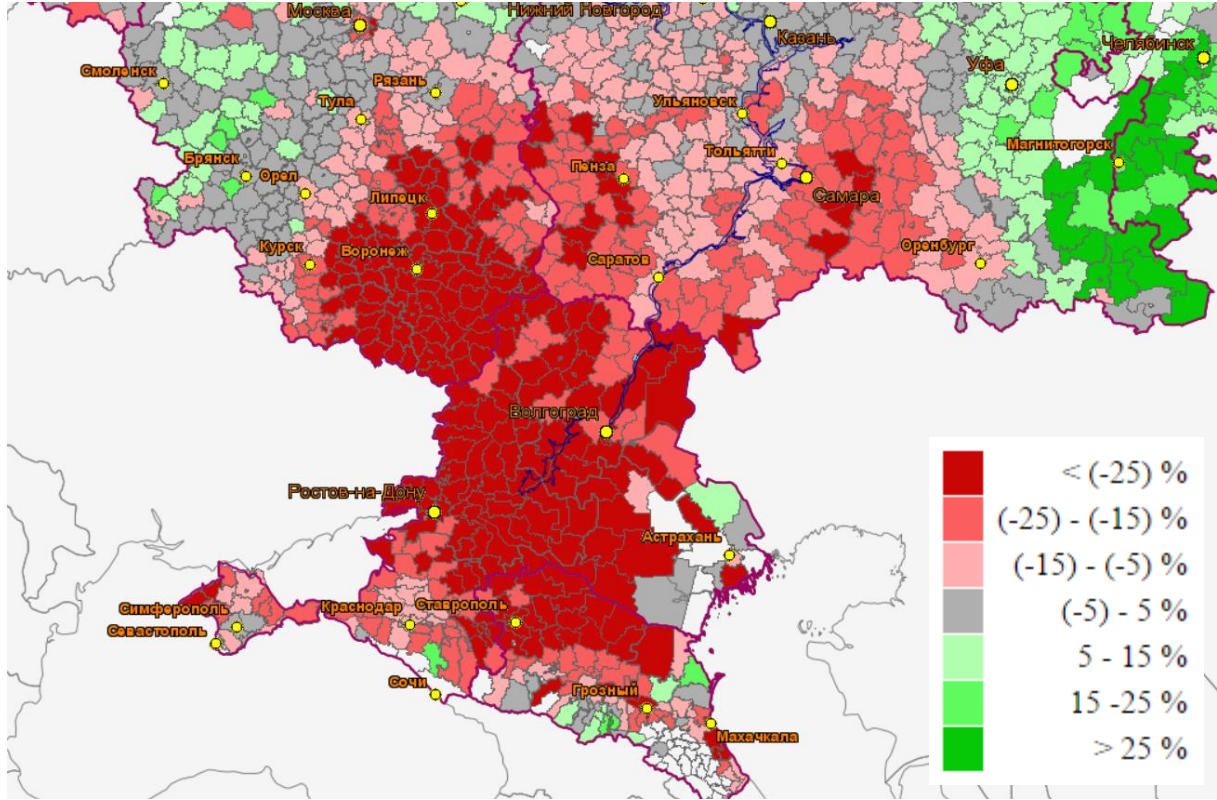 Москва
Нижний Новгород
Казань
Челябинск
Смоленск
Рязань
Уфа
Тула
Ульяновск
Магнитогорск
Брянск
Орел
Пенза
Тольятти
Самара
Липецк
Курск
Воронеж
Саратов
Оренбург
Волгоград
Ростов-на-Дону
Астрахань
Симферополь
Краснодар
Ставрополь
Севастополь
Сочи
Грозный
Махачкала
< (-25) %
(-25) - (-15) %
(-15) - (-5) %
(-5) - 5 %
5 - 15 %
15 -25 %
> 25 %